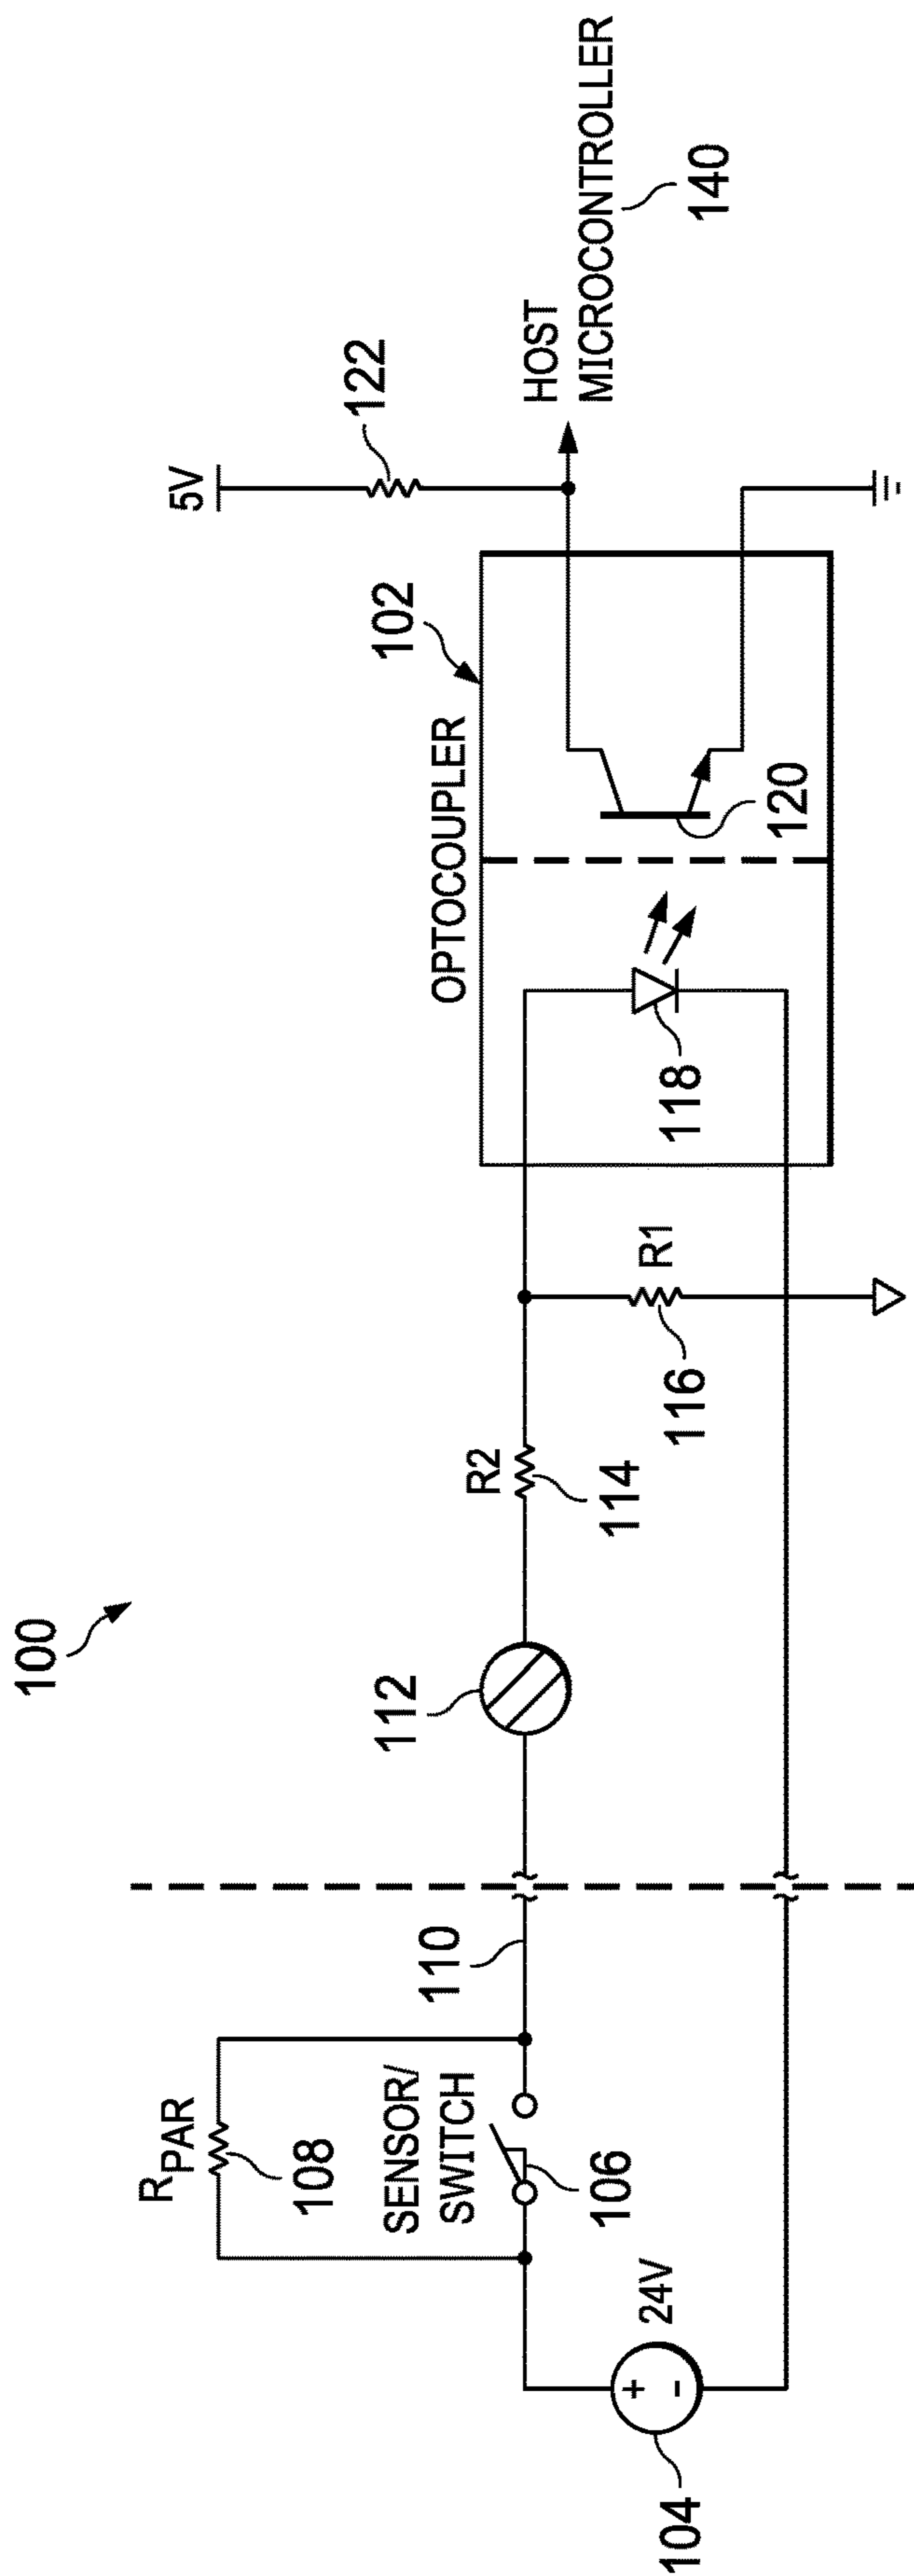 100
RPAR
108
SENSOR/
SWITCH
106
24V
+
-
104
110
112
R2
114
R1
116
OPTOCOUPLER
102
118
120
5V
122
HOST
MICROCONTROLLER
140